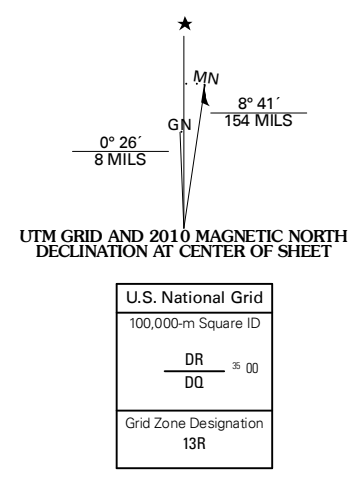 MN
8° 41´
154 MILS
GN
0° 26´
8 MILS
UTM GRID AND 2010 MAGNETIC NORTH
DECLINATION AT CENTER OF SHEET
U.S. National Grid
100,000-m Square ID
DR
35 00
DQ
Grid Zone Designation
13R